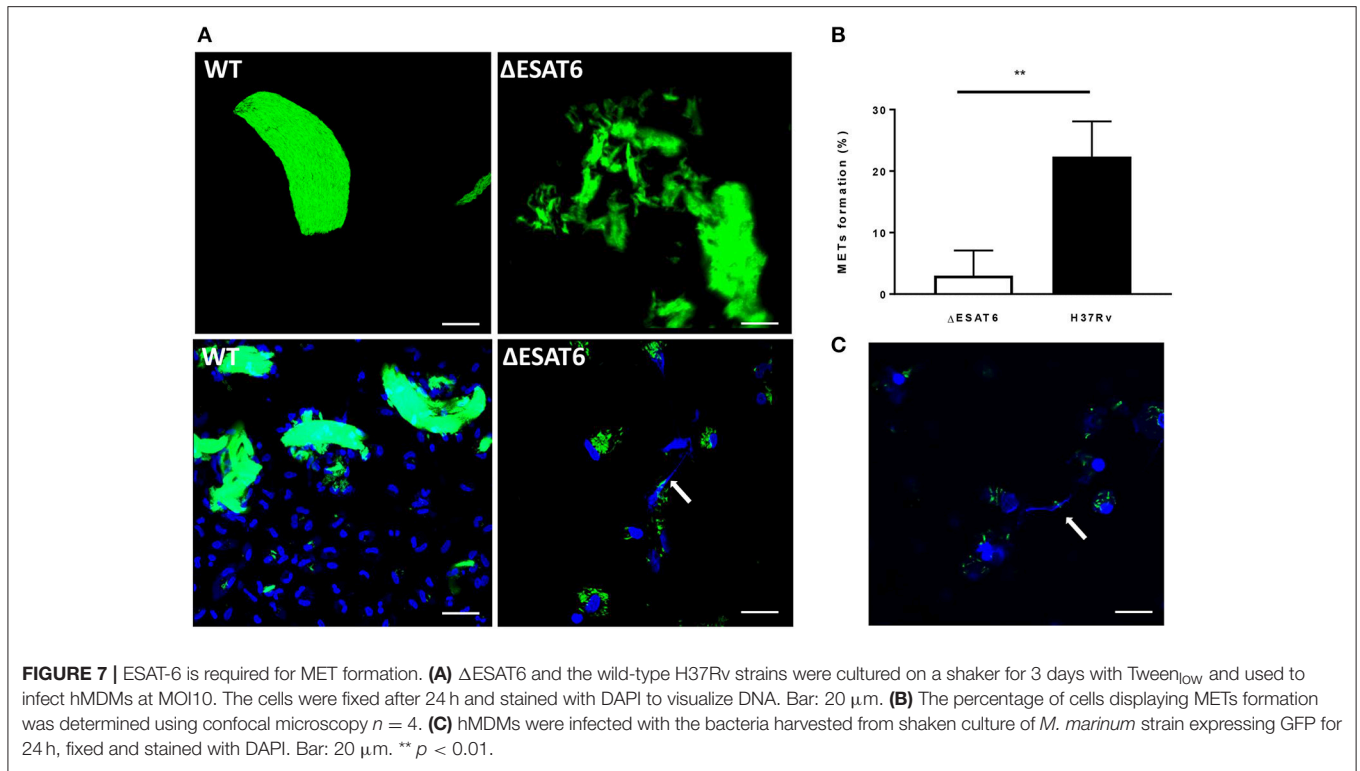 A
WT
ΔESAT6
WT
ΔESAT6
B
**
30
20
10
0
METs formation (%)
ΔESAT6
H37Rv
C
FIGURE 7 | ESAT-6 is required for MET formation. (A) ΔESAT6 and the wild-type H37Rv strains were cultured on a shaker for 3 days with Tweenlow and used to
infect hMDMs at MOI10. The cells were fixed after 24 h and stained with DAPI to visualize DNA. Bar: 20 μm. (B) The percentage of cells displaying METs formation
was determined using confocal microscopy n = 4. (C) hMDMs were infected with the bacteria harvested from shaken culture of M. marinum strain expressing GFP for
24 h, fixed and stained with DAPI. Bar: 20 μm. ** p < 0.01.